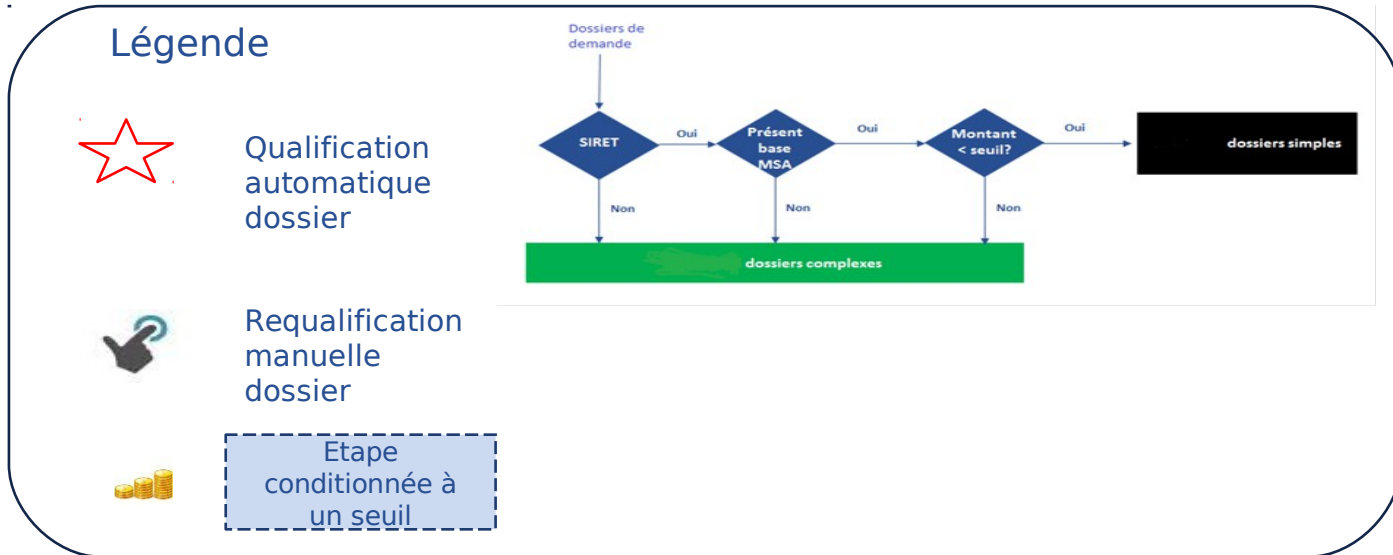 Légende
Qualification
automatique
dossier
Requalification
manuelle
dossier
Etape
conditionnée à
un seuil
Dossiers de
demande
SIRET
Oui
Présent
base
MSA
Oui
Montant
< seuil?
Oui
dossiers simples
Non
Non
Non
dossiers complexes